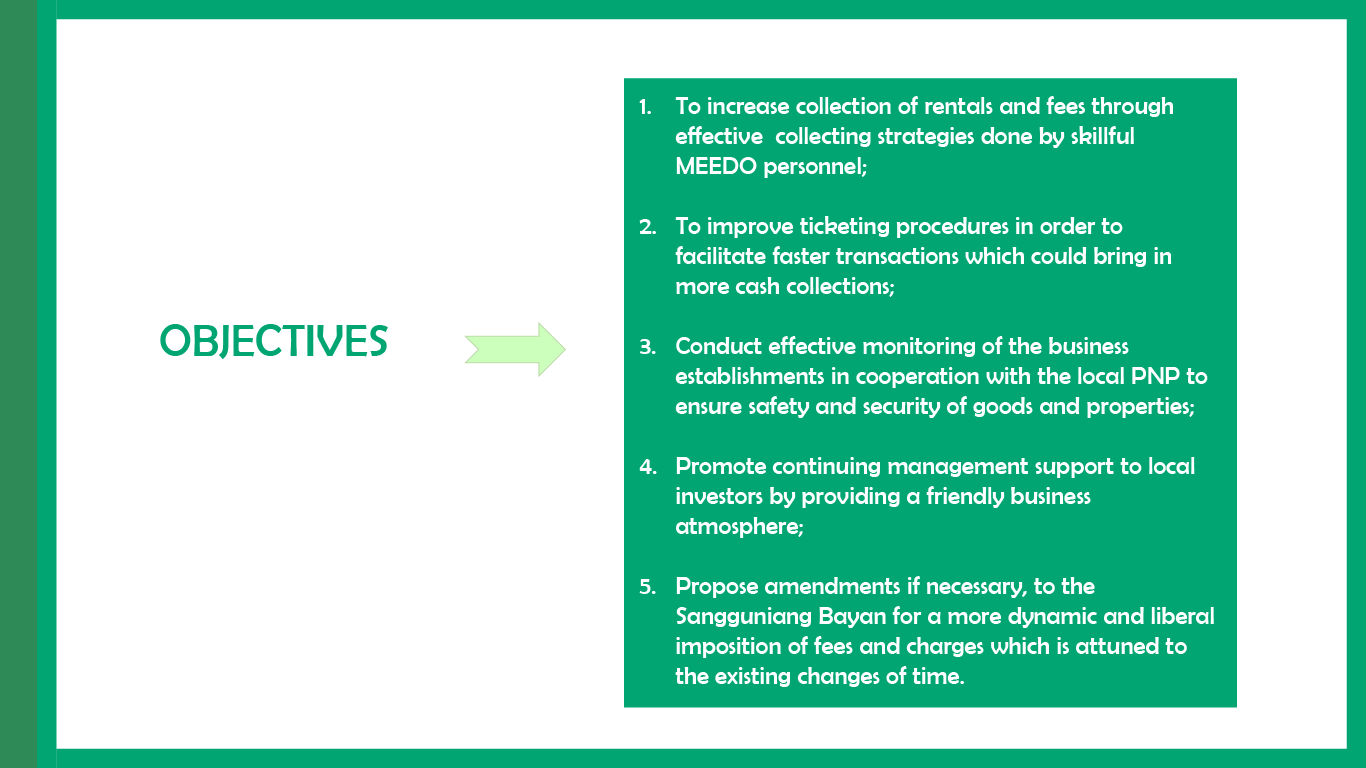 OBJECTIVES
1. To increase collection of rentals and fees through
effective  collecting strategies done by skillful
MEEDO personnel;
2. To improve ticketing procedures in order to
facilitate faster transactions which could bring in
more cash collections;
3. Conduct effective monitoring of the business
establishments in cooperation with the local PNP to
ensure safety and security of goods and properties;
4. Promote continuing management support to local
investors by providing a friendly business
atmosphere;
5. Propose amendments if necessary, to the
Sangguniang Bayan for a more dynamic and liberal
imposition of fees and charges which is attuned to
the existing changes of time.